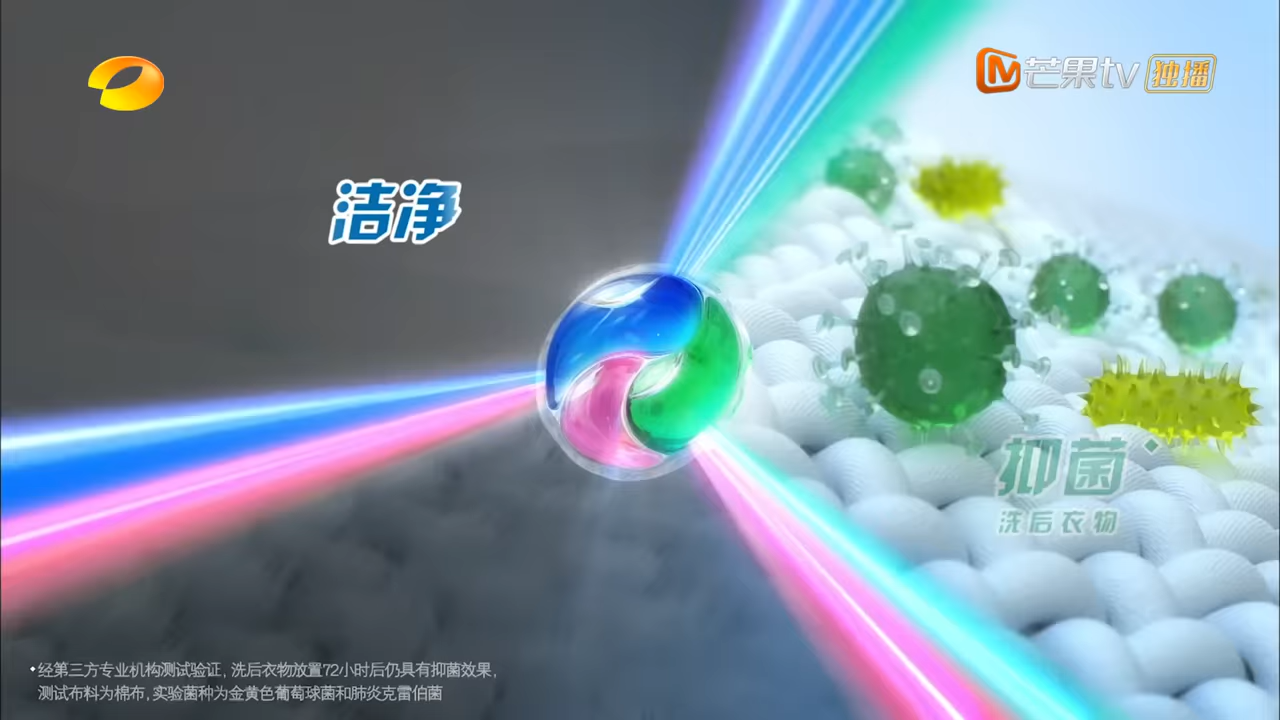 芒果tv 独播
洁净
抑菌
洗后衣物
经第三方专业机构测试验证，洗后衣物放置72小时后仍具有抑菌效果，
测试布料为棉布，实验菌种为金黄色葡萄球菌和肺炎克雷伯菌